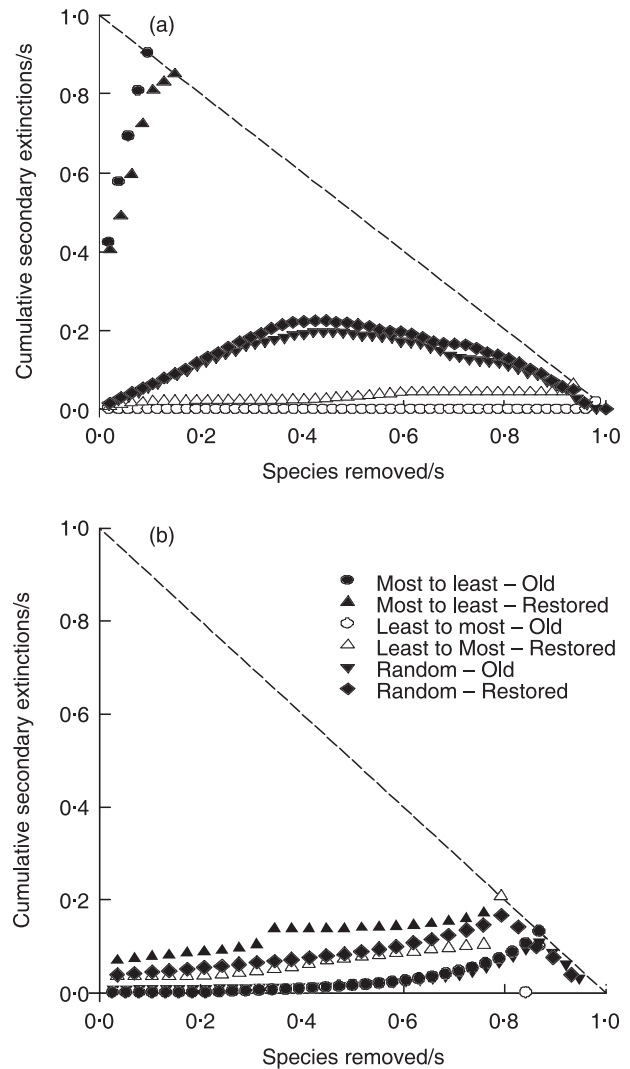 (a)
Cumulative secondary extinctions/s
1·0
0·8
0·6
0·4
0·2
0·0
0·0 0·2 0·4 0·6 0·8 1·0
Species removed/s
(b)
Cumulative secondary extinctions/s
1·0
0·8
0·6
0·4
0·2
0·0
Most to least – Old
Most to least – Restored
Least to most – Old
Least to Most – Restored
Random – Old
Random – Restored
0·0 0·2 0·4 0·6 0·8 1·0
Species removed/s